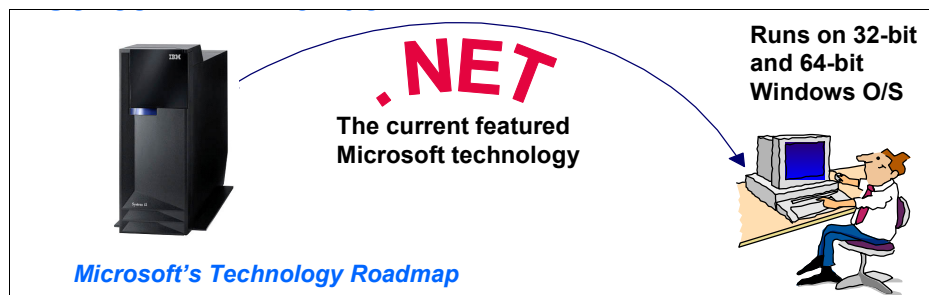 IBM
.NET
Runs on 32-bit
and 64-bit
Windows O/S
The current featured
Microsoft technology
Microsoft's Technology Roadmap